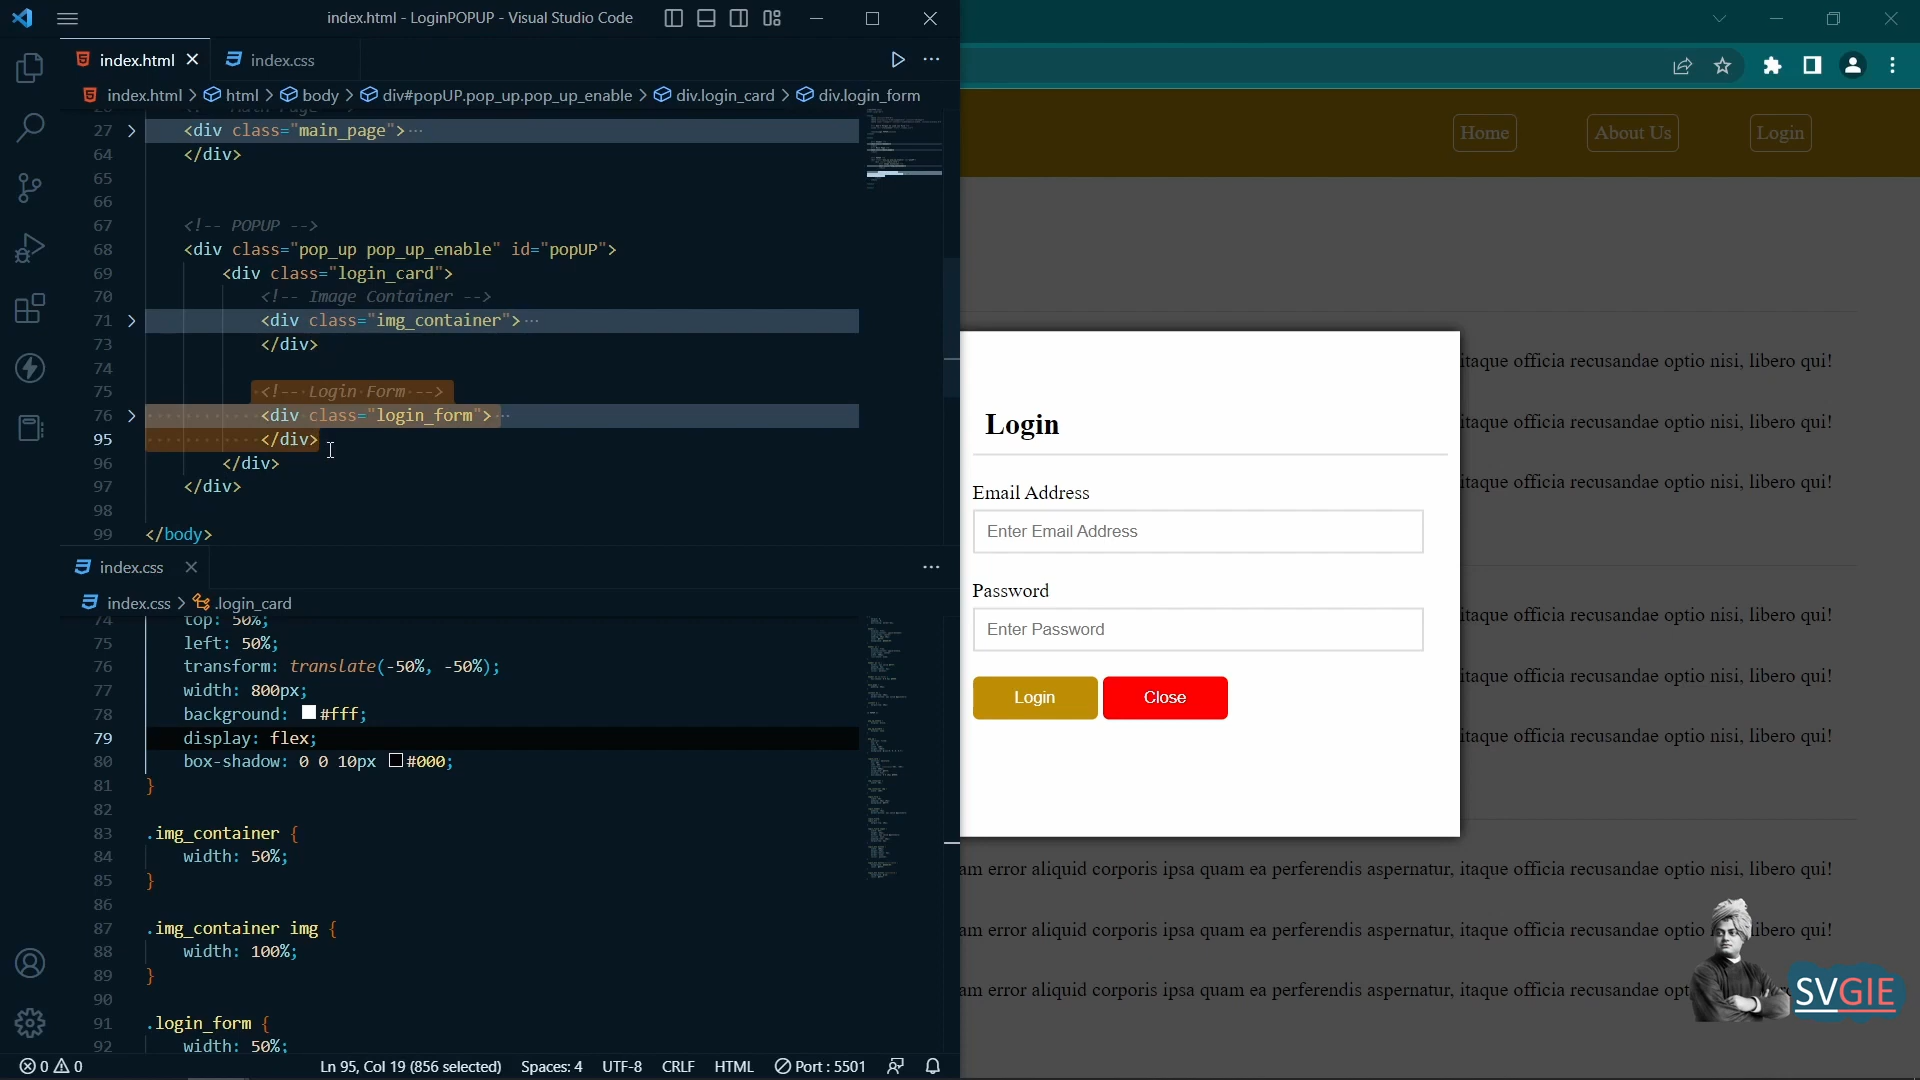 index.html - LoginPOPUP - Visual Studio Code
index.html
index.css
index.html > html > body > div#popUP.pop_up.pop_up_enable > div.login_card > div.login_form
27 <div class="main_page">···
64 </div>
65
66
67 <!-- POPUP -->
68 <div class="pop_up pop_up_enable" id="popUP">
69 <div class="login_card">
70 <!-- Image Container -->
71 <div class="img_container">···
73 </div>
74
75 <!-- Login Form -->
76 <div class="login_form">···
95 </div>
96 </div>
97 </div>
98
99 </body>
index.css
index.css > .login_card
74 top: 50%;
75 left: 50%;
76 transform: translate(-50%, -50%);
77 width: 800px;
78 background: #fff;
79 display: flex;
80 box-shadow: 0 0 10px #000;
81 }
82
83 .img_container {
84 width: 50%;
85 }
86
87 .img_container img {
88 width: 100%;
89 }
90
91 .login_form {
92 width: 50%;
0 0
Ln 95, Col 19 (856 selected)
Spaces: 4
UTF-8
CRLF
HTML
Port : 5501
Home
About Us
Login
itaque officia recusandae optio nisi, libero qui!
itaque officia recusandae optio nisi, libero qui!
itaque officia recusandae optio nisi, libero qui!
itaque officia recusandae optio nisi, libero qui!
itaque officia recusandae optio nisi, libero qui!
itaque officia recusandae optio nisi, libero qui!
am error aliquid corporis ipsa quam ea perferendis aspernatur, itaque officia recusandae optio nisi, libero qui!
am error aliquid corporis ipsa quam ea perferendis aspernatur, itaque officia recusandae optio libero qui!
am error aliquid corporis ipsa quam ea perferendis aspernatur, itaque officia recusandae opt
Login
Email Address
Enter Email Address
Password
Enter Password
Login
Close
SVGIE